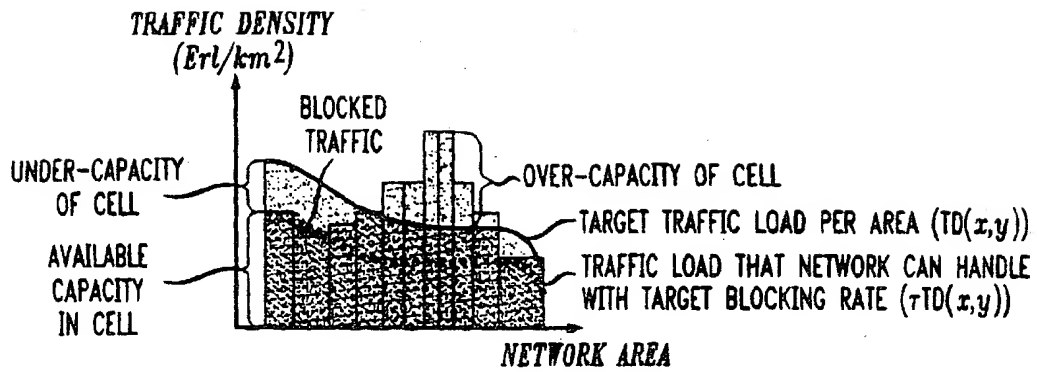 TRAFFIC DENSITY
(Erl/km2)
BLOCKED
TRAFFIC
UNDER-CAPACITY
OF CELL
OVER-CAPACITY OF CELL
TARGET TRAFFIC LOAD PER AREA (TD(x,y))
AVAILABLE
CAPACITY
IN CELL
TRAFFIC LOAD THAT NETWORK CAN HANDLE
WITH TARGET BLOCKING RATE (τTD(x,y))
NETWORK AREA